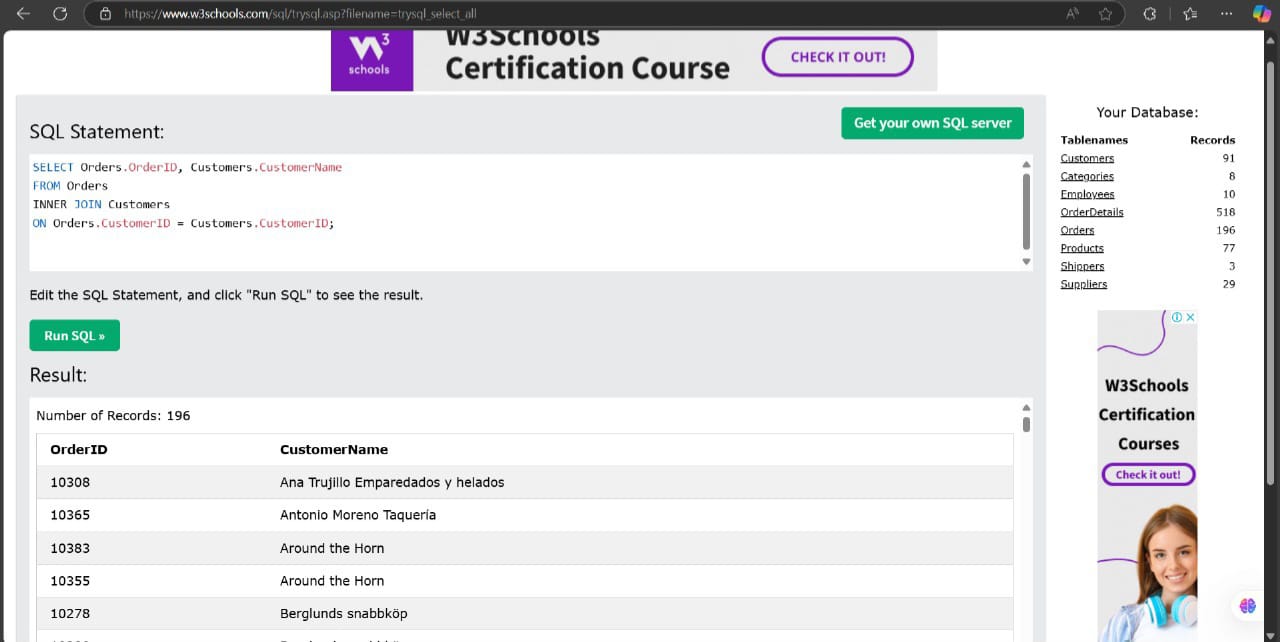 https://www.w3schools.com/sql/trysql.asp?filename=trysql_select_all
W3Schools
Certification Course
3
schools
CHECK IT OUT!
SQL Statement:
Get your own SQL server
SELECT Orders.OrderID, Customers.CustomerName
FROM Orders
INNER JOIN Customers
ON Orders.CustomerID = Customers.CustomerID;
Edit the SQL Statement, and click "Run SQL" to see the result.
Run SQL »
Result:
Number of Records: 196
OrderID CustomerName
10308 Ana Trujillo Emparedados y helados
10365 Antonio Moreno Taquería
10383 Around the Horn
10355 Around the Horn
10278 Berglunds snabbköp
Your Database:
Tablenames Records
Customers 91
Categories 8
Employees 10
OrderDetails 518
Orders 196
Products 77
Shippers 3
Suppliers 29
W3Schools
Certification
Courses
Check it out!